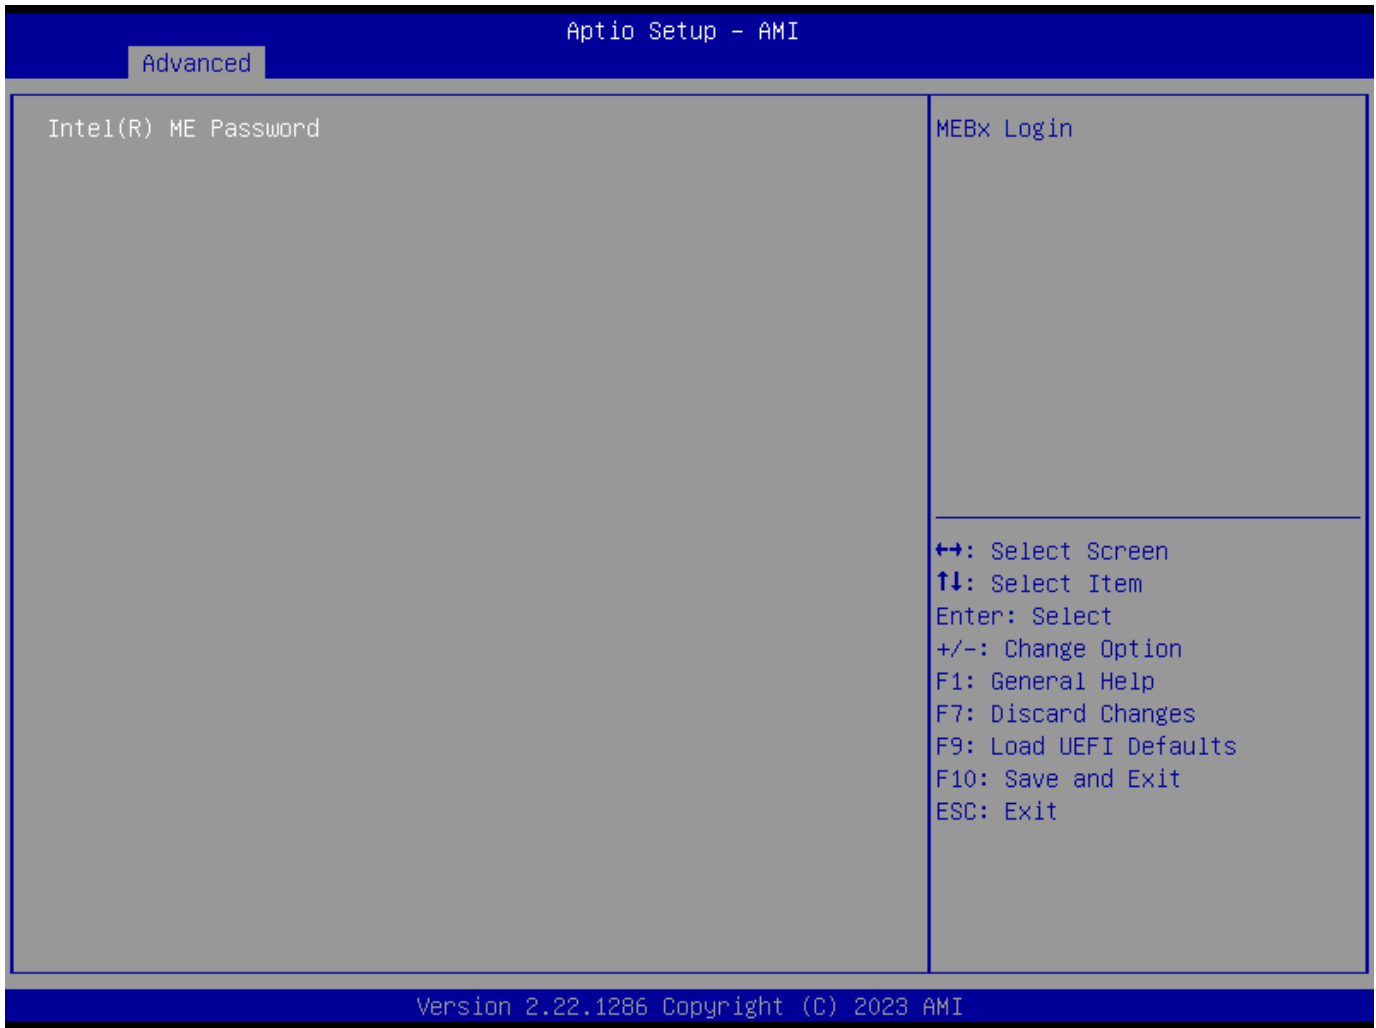 Aptio Setup – AMI
Advanced
Intel(R) ME Password
MEBx Login
↔: Select Screen
↑↓: Select Item
Enter: Select
+/-: Change Option
F1: General Help
F7: Discard Changes
F9: Load UEFI Defaults
F10: Save and Exit
ESC: Exit
Version 2.22.1286 Copyright (C) 2023 AMI